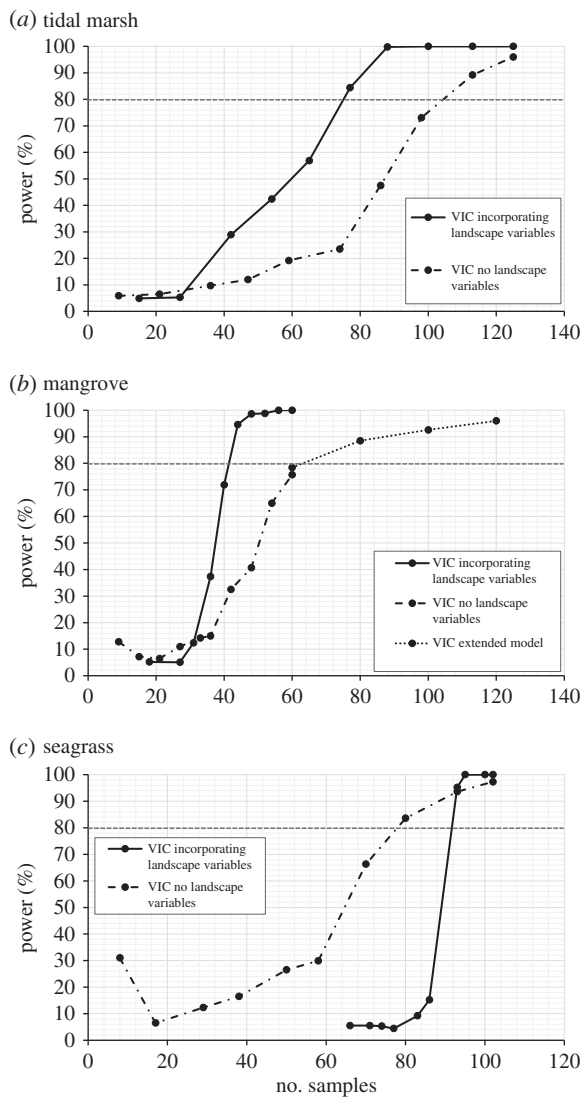 (a) tidal marsh
100
90
80
70
60
50
40
30
20
10
0
power (%)
VIC incorporating
landscape variables
VIC no landscape
variables
0 20 40 60 80 100 120 140
(b) mangrove
100
90
80
70
60
50
40
30
20
10
0
power (%)
VIC incorporating
landscape variables
VIC no landscape
variables
VIC extended model
0 20 40 60 80 100 120 140
(c) seagrass
100
90
80
70
60
50
40
30
20
10
0
power (%)
VIC incorporating
landscape variables
VIC no landscape
variables
0 20 40 60 80 100 120
no. samples